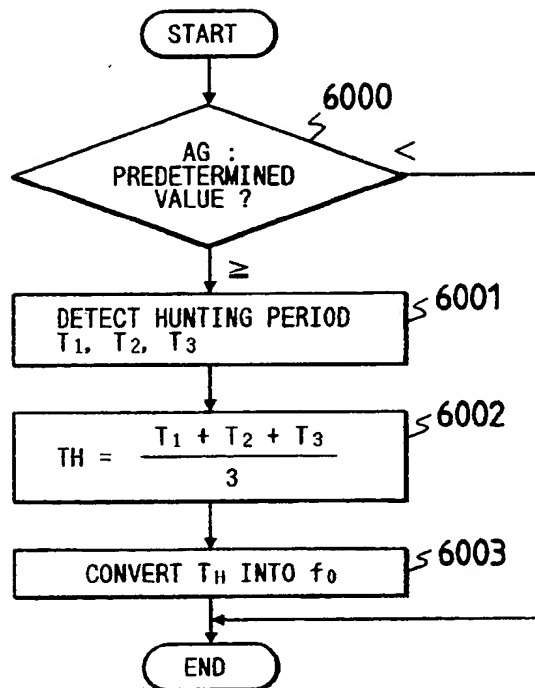 START
6000
AG :
PREDETERMINED
VALUE ?
<
≧
DETECT HUNTING PERIOD
T1, T2, T3
6001
TH = T1 + T2 + T3
3
6002
CONVERT TH INTO f0
6003
END